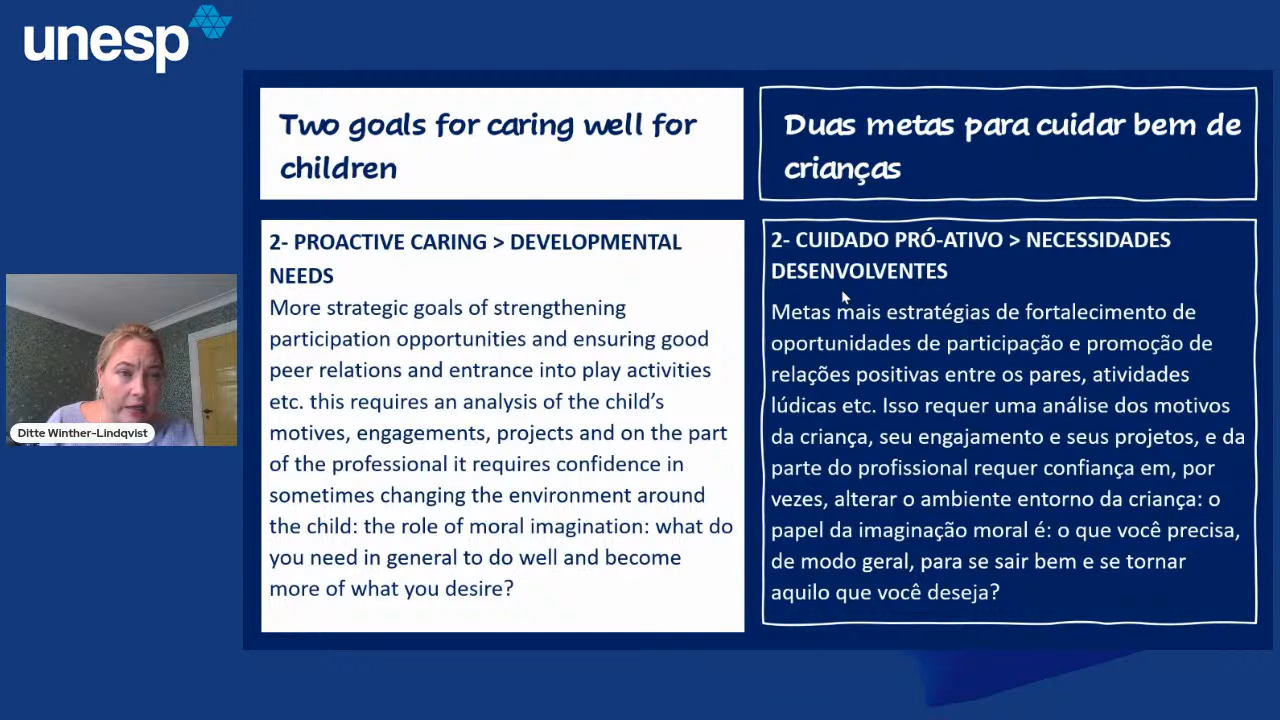 unesp
Two goals for caring well for
children
2- PROACTIVE CARING > DEVELOPMENTAL
NEEDS
More strategic goals of strengthening
participation opportunities and ensuring good
peer relations and entrance into play activities
etc. this requires an analysis of the child’s
motives, engagements, projects and on the part
of the professional it requires confidence in
sometimes changing the environment around
the child: the role of moral imagination: what do
you need in general to do well and become
more of what you desire?
Duas metas para cuidar bem de
crianças
2- CUIDADO PRÓ-ATIVO > NECESSIDADES
DESENVOLVENTES
Metas mais estratégias de fortalecimento de
oportunidades de participação e promoção de
relações positivas entre os pares, atividades
lúdicas etc. Isso requer uma análise dos motivos
da criança, seu engajamento e seus projetos, e da
parte do profissional requer confiança em, por
vezes, alterar o ambiente entorno da criança: o
papel da imaginação moral é: o que você precisa,
de modo geral, para se sair bem e se tornar
aquilo que você deseja?
Ditte Winther-Lindqvist